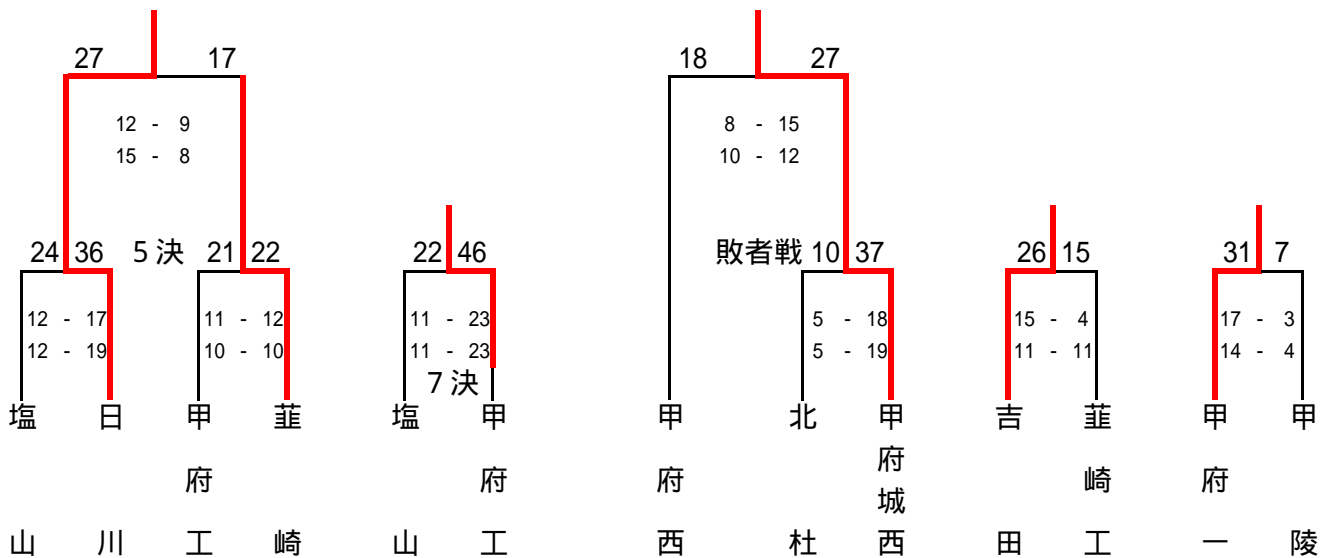 27 17 18 27
12 - 9 8 - 15
15 - 8 10 - 12
24 36 5決 21 22 22 46 敗者戦 10 37 26 15 31 7
12 - 17 11 - 12 11 - 23 5 - 18 15 - 4 17 - 3
12 - 19 10 - 10 11 - 23 5 - 19 11 - 11 14 - 4
7決
塩山 日川 甲府工 韮崎 塩山 甲府工 甲府西 北杜 甲府城西 吉田 韮崎工 甲府一 甲陵